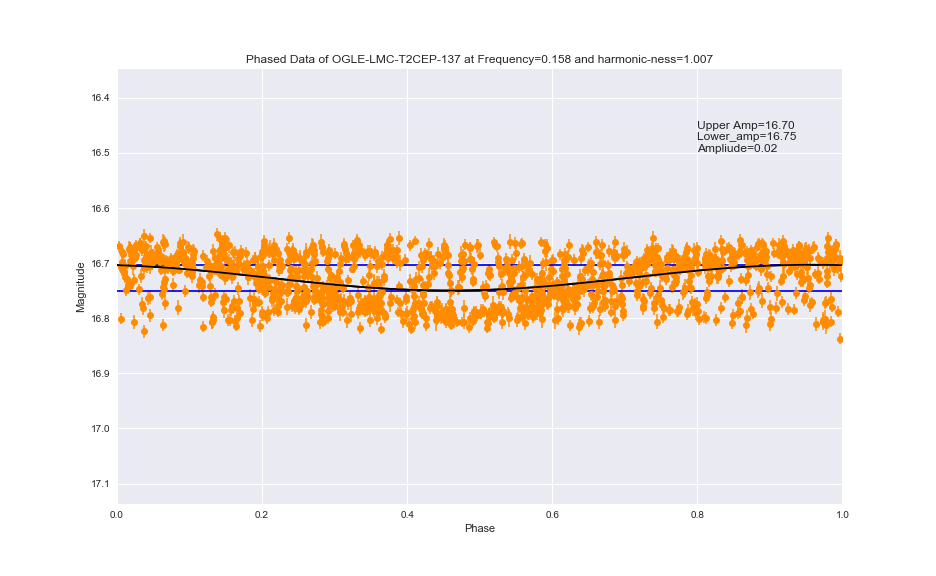 Phased Data of OGLE-LMC-T2CEP-137 at Frequency=0.158 and harmonic-ness=1.007
Upper Amp=16.70
Lower_amp=16.75
Ampliude=0.02
Magnitude
16.4
16.5
16.6
16.7
16.8
16.9
17.0
17.1
0.0 0.2 0.4 0.6 0.8 1.0
Phase